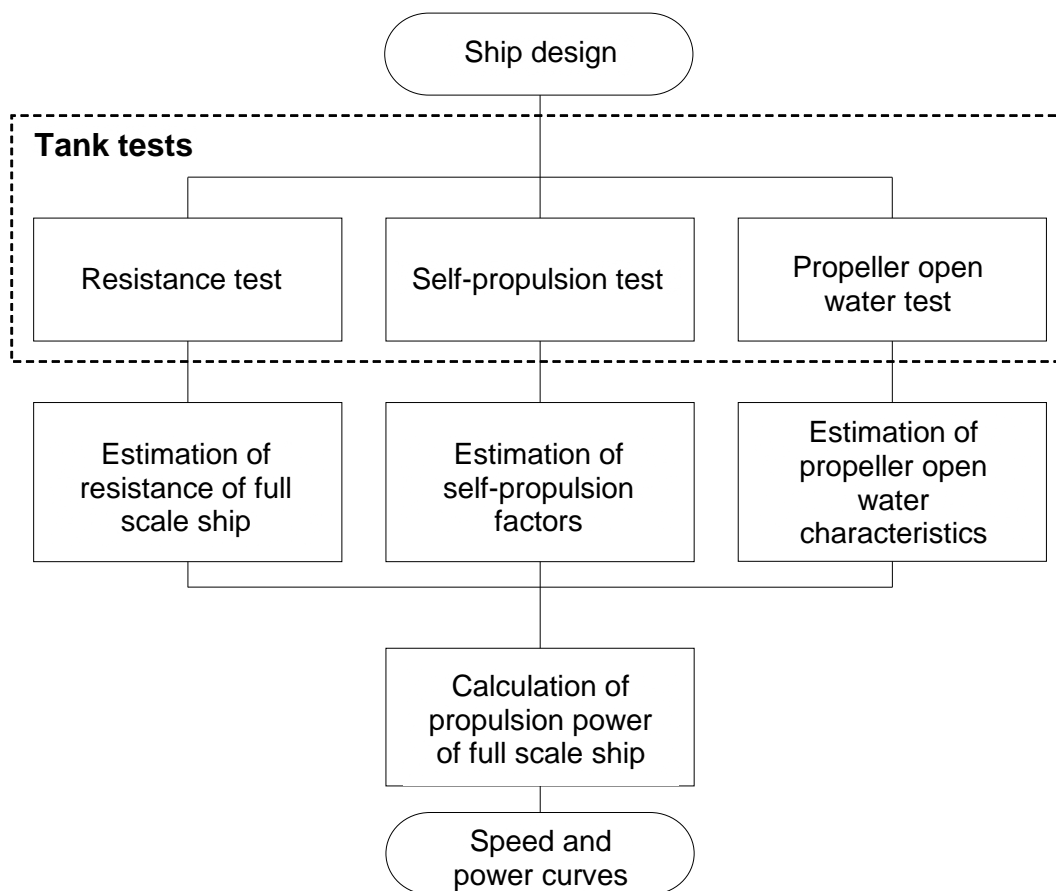 Ship design
Tank tests
Resistance test
Self-propulsion test
Propeller open
water test
Estimation of
resistance of full
scale ship
Estimation of
self-propulsion
factors
Estimation of
propeller open
water
characteristics
Calculation of
propulsion power
of full scale ship
Speed and
power curves